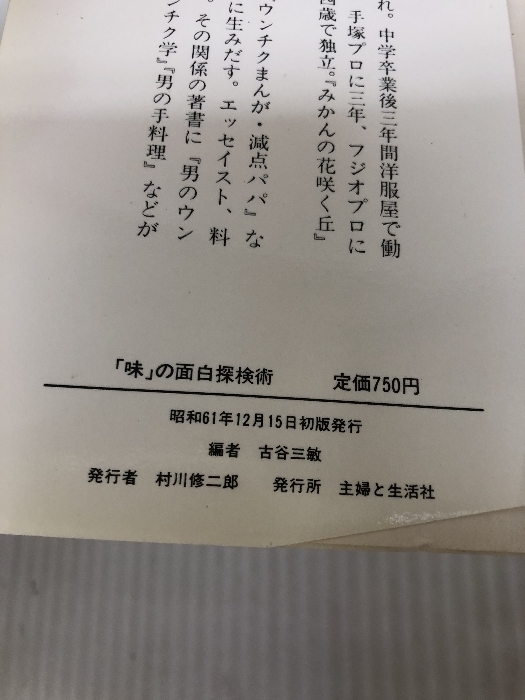 れ。中学卒業後三年間洋服屋で働
手塚プロに三年、フジオプロに
四歳で独立。『みかんの花咲く丘』
ウンチクまんが・減点パパ』な
に生みだす。エッセイスト、料
。その関係の著書に『男のウン
チク学』『男の手料理』などが
「味」の面白探検術 定価750円
昭和61年12月15日初版発行
編者 古谷三敏
発行者 村川修二郎 発行所 主婦と生活社